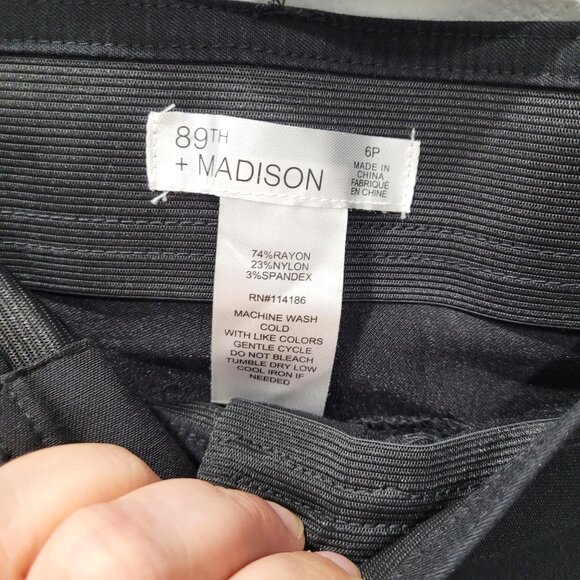 89TH
+ MADISON
6P
MADE IN
CHINA
FABRIQUÉ
EN CHINE
74%RAYON
23%NYLON
3%SPANDEX
RN#114186
MACHINE WASH
COLD
WITH LIKE COLORS
GENTLE CYCLE
DO NOT BLEACH
TUMBLE DRY LOW
COOL IRON IF
NEEDED